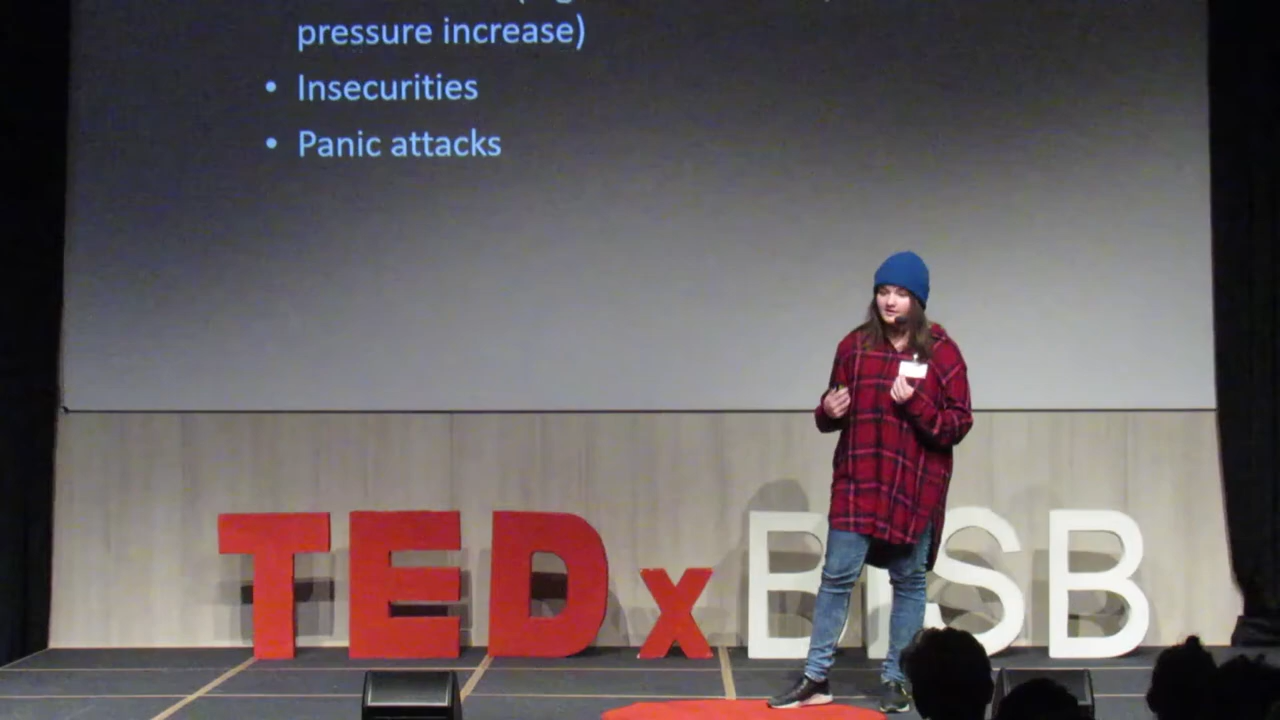 pressure increase)
• Insecurities
• Panic attacks
TEDxBISB